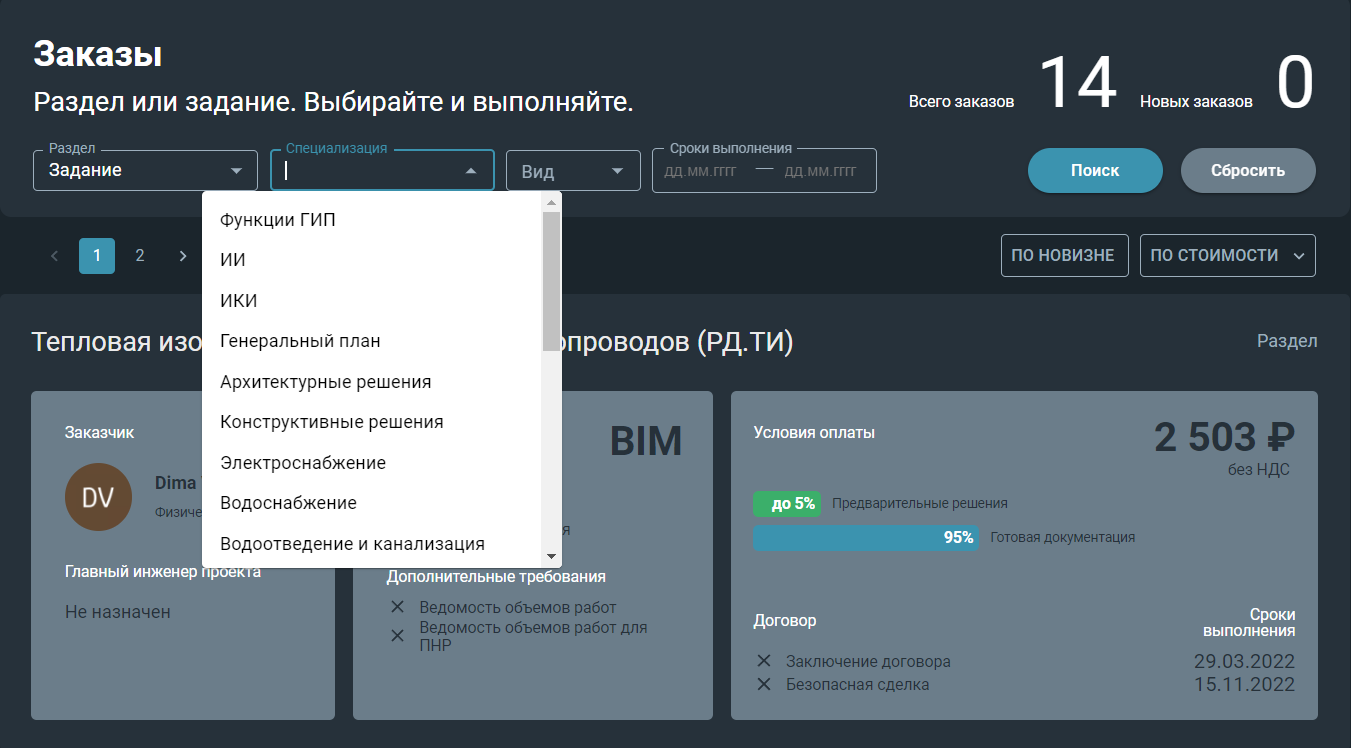 Заказы
Раздел или задание. Выбирайте и выполняйте.
Всего заказов 14 Новых заказов 0
Раздел
Задание
Специализация
Вид
Сроки выполнения
дд.мм.гггг — дд.мм.гггг
Поиск
Сбросить
1 2
ПО НОВИЗНЕ
ПО СТОИМОСТИ
Функции ГИП
ИИ
ИКИ
Генеральный план
Архитектурные решения
Конструктивные решения
Электроснабжение
Водоснабжение
Водоотведение и канализация
Тепловая изо опроводов (РД.ТИ)
Раздел
Заказчик
DV
Dima
Физиче
Главный инженер проекта
Не назначен
BIM
я
Дополнительные требования
Ведомость объемов работ
Ведомость объемов работ для
ПНР
Условия оплаты
2 503 ₽
без НДС
до 5% Предварительные решения
95% Готовая документация
Договор
Заключение договора
Безопасная сделка
Сроки
выполнения
29.03.2022
15.11.2022